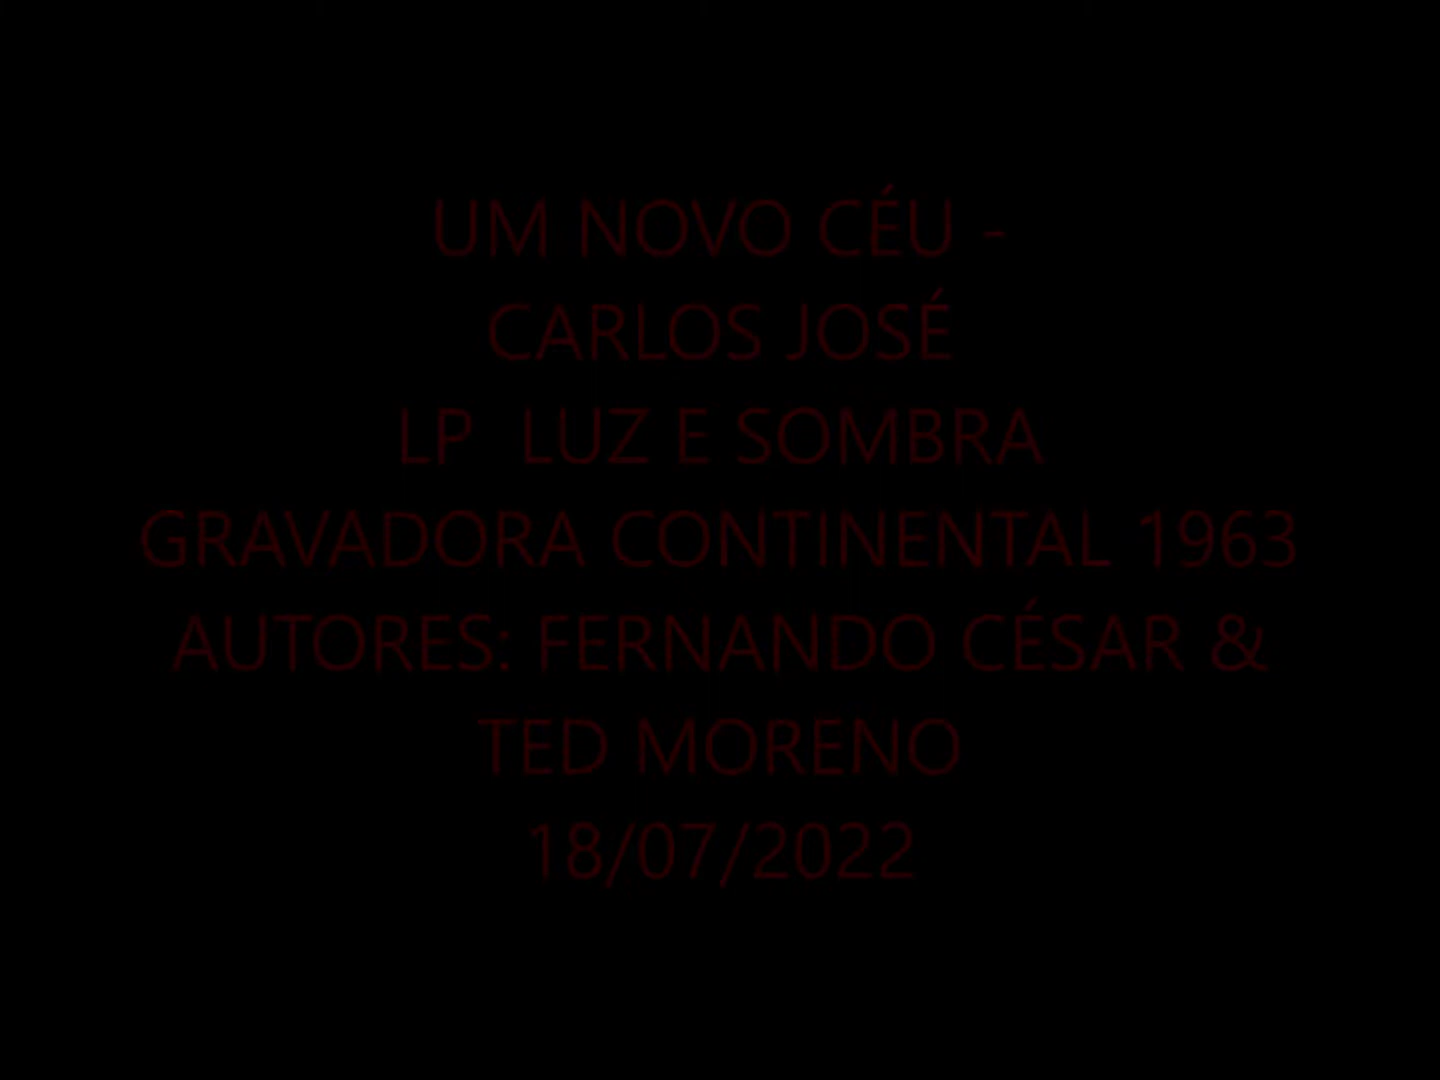 UM NOVO CÉU -
CARLOS JOSÉ
LP  LUZ E SOMBRA
GRAVADORA CONTINENTAL 1963
AUTORES: FERNANDO CÉSAR &
TED MORENO
18/07/2022